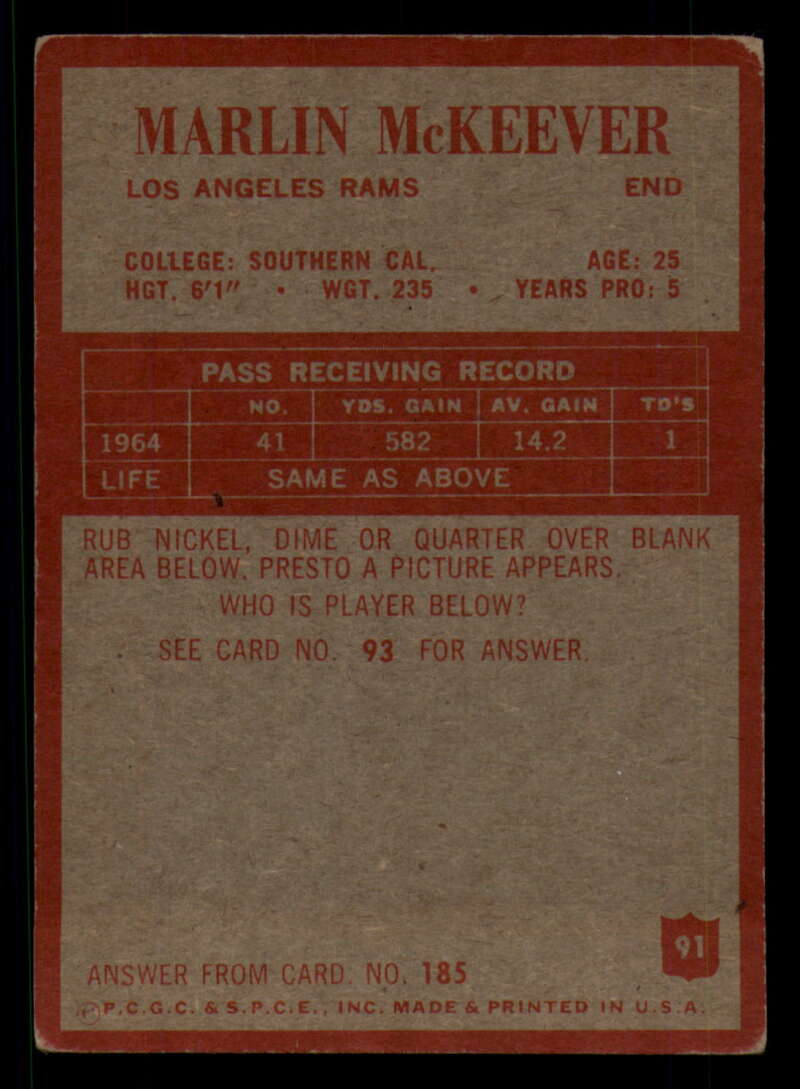 MARLIN McKEEVER
LOS ANGELES RAMS END
COLLEGE: SOUTHERN CAL. AGE: 25
HGT. 6'1" • WGT. 235 • YEARS PRO: 5
PASS RECEIVING RECORD
NO. YDS. GAIN AV. GAIN TD'S
1964 41 582 14.2 1
LIFE SAME AS ABOVE
RUB NICKEL, DIME OR QUARTER OVER BLANK
AREA BELOW. PRESTO A PICTURE APPEARS.
WHO IS PLAYER BELOW?
SEE CARD NO. 93 FOR ANSWER.
91
ANSWER FROM CARD. NO. 185
P.C.G.C. & S.P.C.E., INC. MADE & PRINTED IN U.S.A.